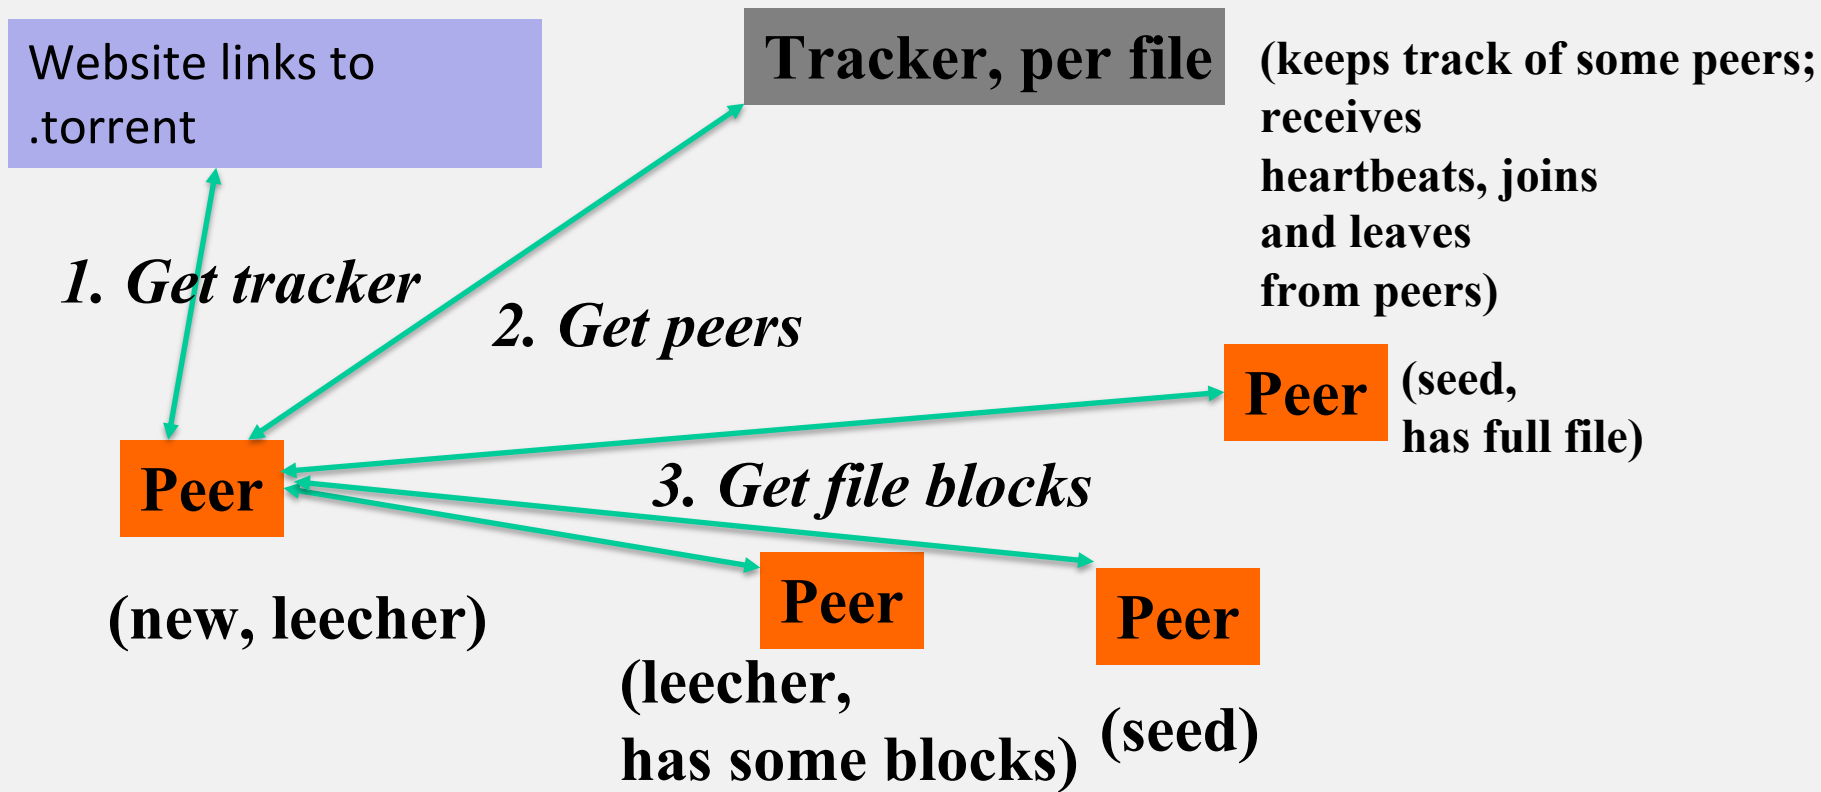 Website links to
.torrent
Tracker, per file
(keeps track of some peers;
receives
heartbeats, joins
and leaves
from peers)
1. Get tracker
2. Get peers
Peer
(seed,
has full file)
Peer
3. Get file blocks
(new, leecher)
Peer
(leecher,
has some blocks)
Peer
(seed)